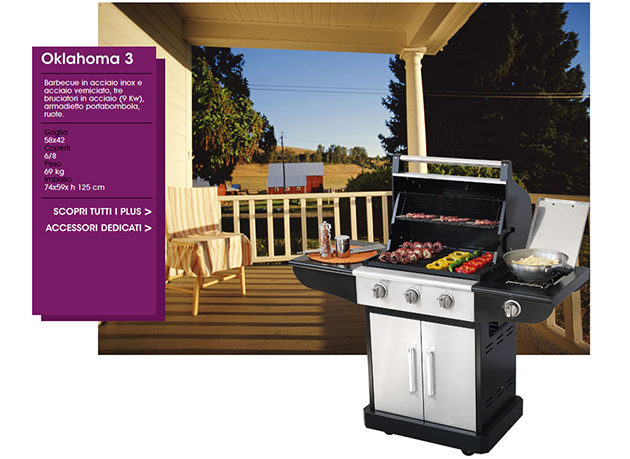 Oklahoma 3
Barbecue in acciaio inox e
acciaio verniciato, tre
bruciatori in acciaio (9 Kw),
armadietto portabombola,
ruote.
Griglia
58x42
Coperti
6/8
Peso
69 kg
Imballo
74x59x h 125 cm
SCOPRI TUTTI I PLUS >
ACCESSORI DEDICATI >